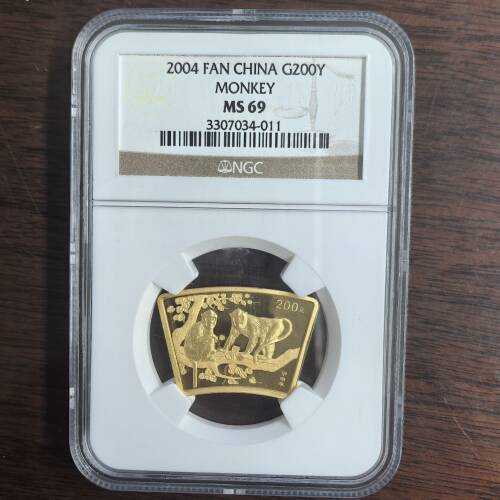 2004 FAN CHINA G200Y
MONKEY
MS 69
3307034-011
NGC
200元